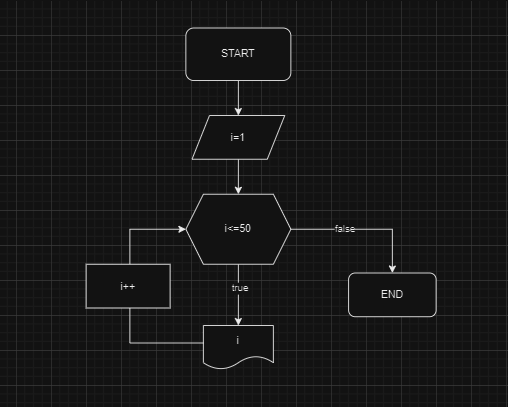 START
i=1
i<=50
false
i++
true
END
i